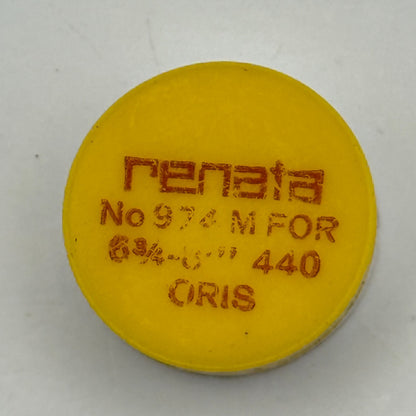 renata
No 974 M FOR
6¾-8''' 440
ORIS